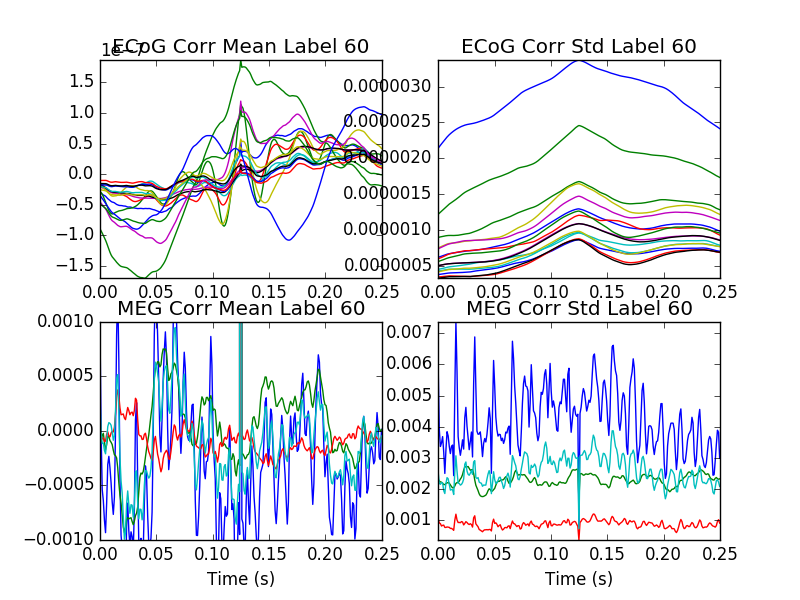 ECoG Corr Mean Label 60
1e−7
1.5
1.0
0.5
0.0
−0.5
−1.0
−1.5
0.00 0.05 0.10 0.15 0.20 0.25
ECoG Corr Std Label 60
0.0000030
0.0000025
0.0000020
0.0000015
0.0000010
0.0000005
0.00 0.05 0.10 0.15 0.20 0.25
MEG Corr Mean Label 60
0.0010
0.0005
0.0000
−0.0005
−0.0010
0.00 0.05 0.10 0.15 0.20 0.25
Time (s)
MEG Corr Std Label 60
0.007
0.006
0.005
0.004
0.003
0.002
0.001
0.00 0.05 0.10 0.15 0.20 0.25
Time (s)